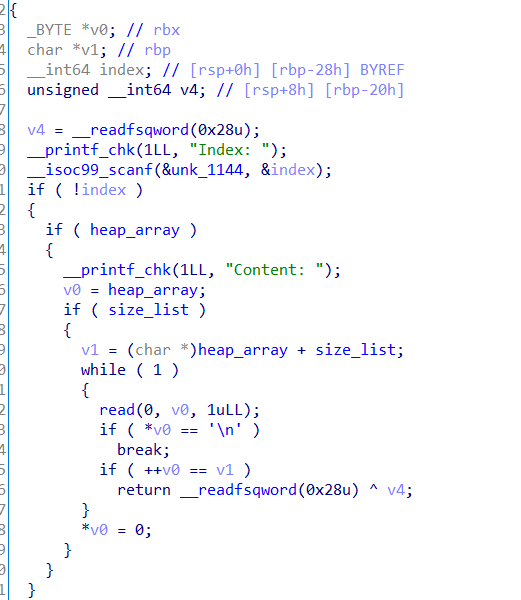 2 {
3   _BYTE *v0; // rbx
4   char *v1; // rbp
5   __int64 index; // [rsp+0h] [rbp-28h] BYREF
6   unsigned __int64 v4; // [rsp+8h] [rbp-20h]
7
8   v4 = __readfsqword(0x28u);
9   __printf_chk(1LL, "Index: ");
0   __isoc99_scanf(&unk_1144, &index);
1   if ( !index )
2   {
3     if ( heap_array )
4     {
5       __printf_chk(1LL, "Content: ");
6       v0 = heap_array;
7       if ( size_list )
8       {
9         v1 = (char *)heap_array + size_list;
0         while ( 1 )
1         {
2           read(0, v0, 1uLL);
3           if ( *v0 == '\n' )
4             break;
5           if ( ++v0 == v1 )
6             return __readfsqword(0x28u) ^ v4;
7         }
8         *v0 = 0;
9       }
0     }
1   }